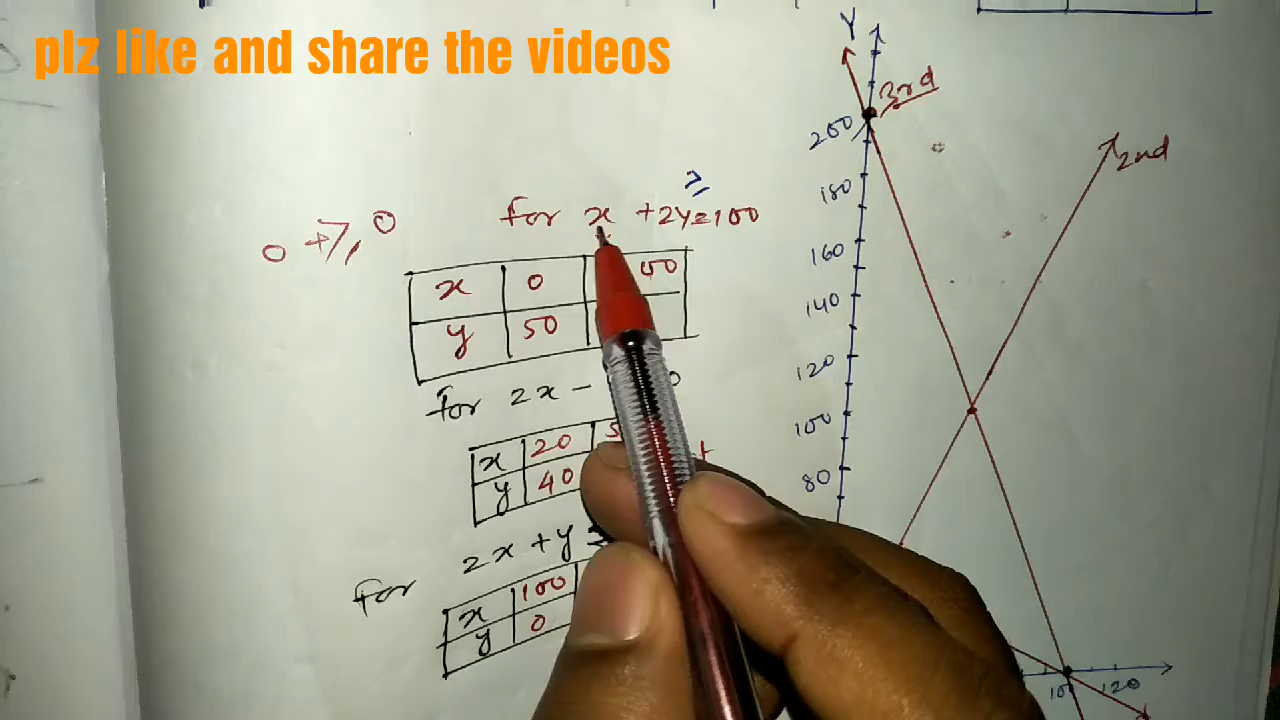 plz like and share the videos
Y
3rd
200
2nd
180
≥
for x + 2y = 100
0 + ≥, 0
160
x 0
y 50
140
120
for 2x −
100
x 20
y 40
80
for 2x + y
x 100
y 0
100 120